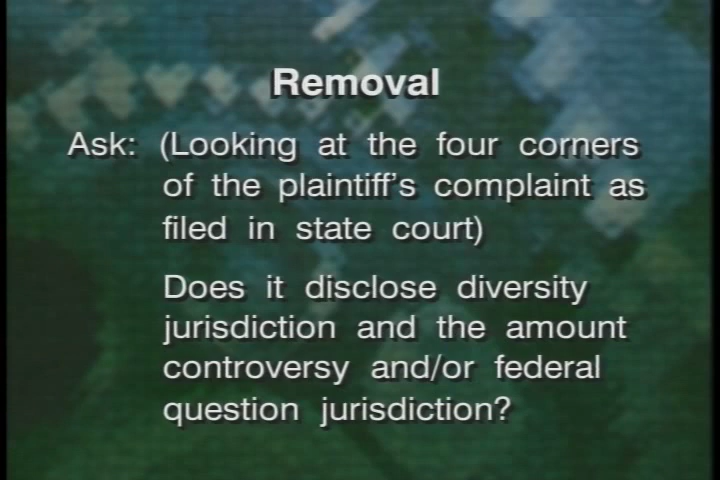 Removal
Ask: (Looking at the four corners
of the plaintiff's complaint as
filed in state court)
Does it disclose diversity
jurisdiction and the amount
controversy and/or federal
question jurisdiction?